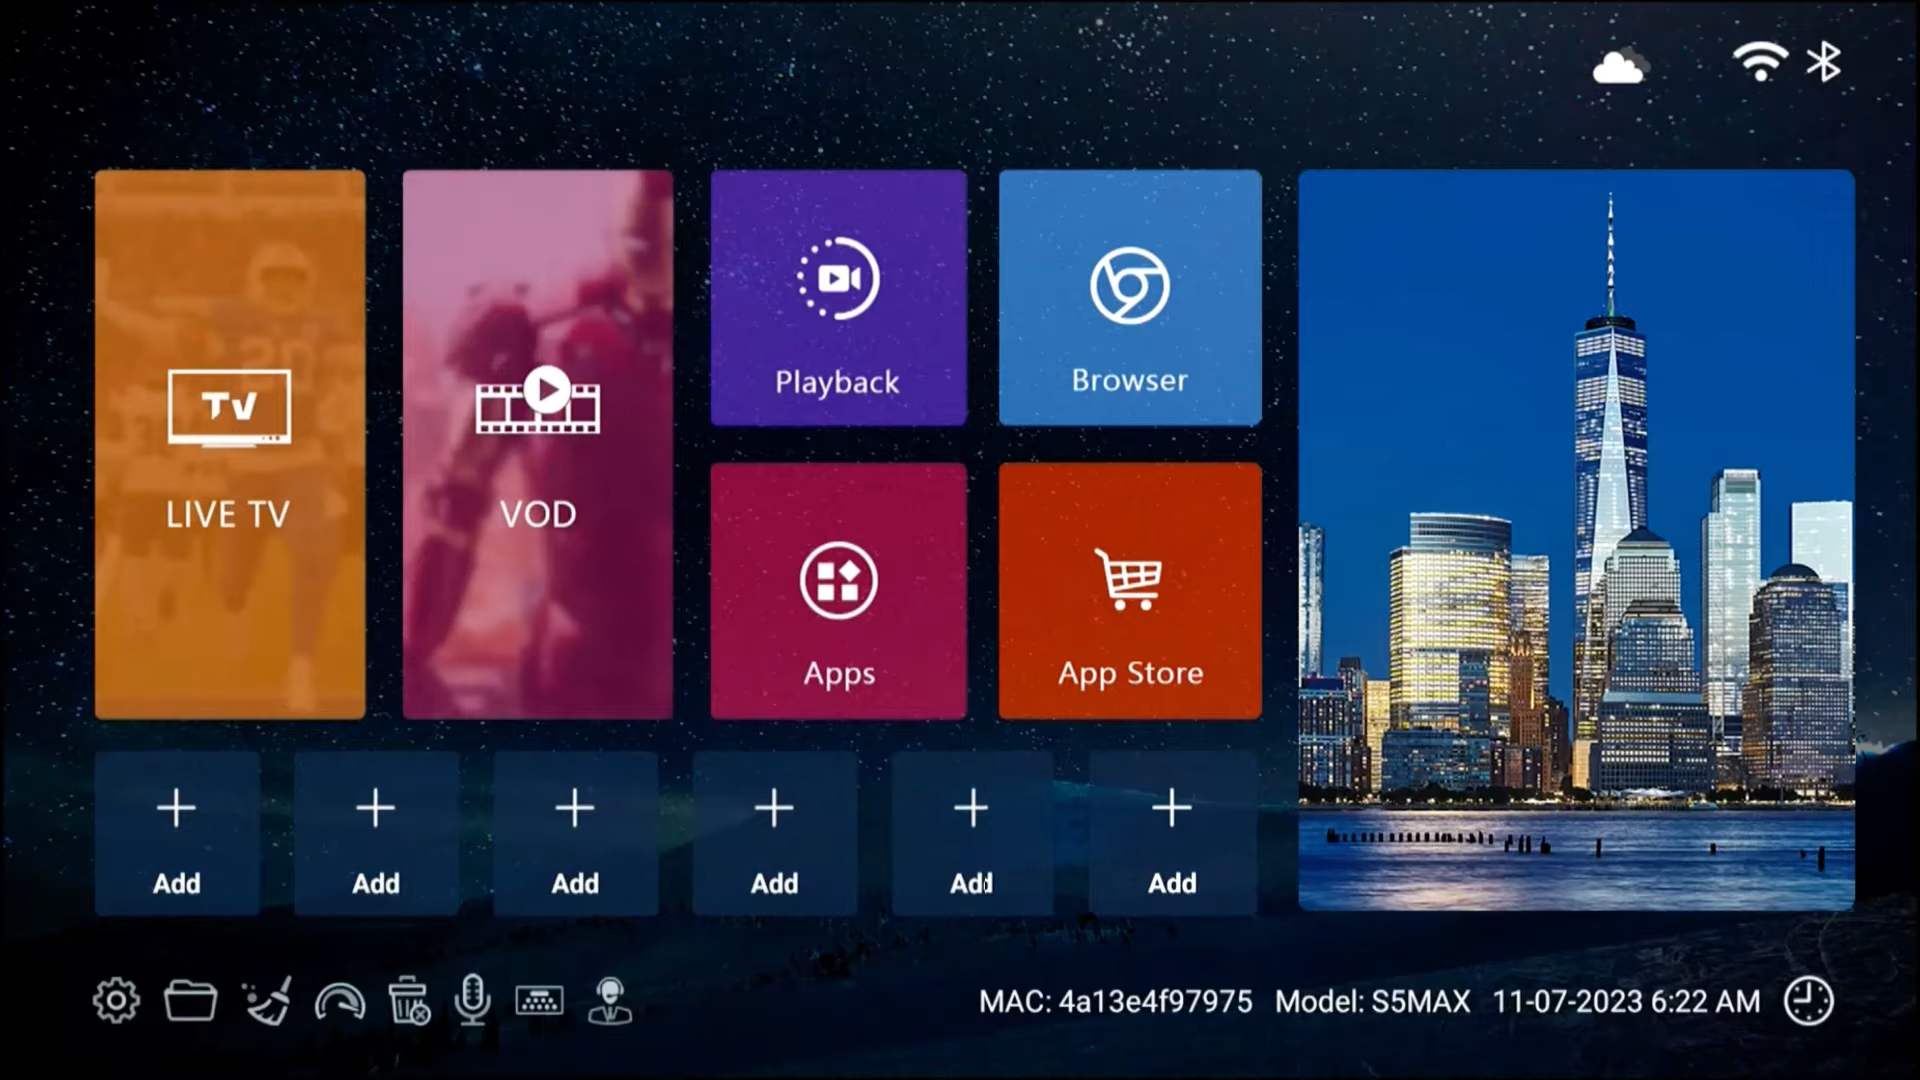 TV
LIVE TV
VOD
Playback
Browser
Apps
App Store
Add
Add
Add
Add
Add
Add
MAC: 4a13e4f97975 Model: S5MAX 11-07-2023 6:22 AM